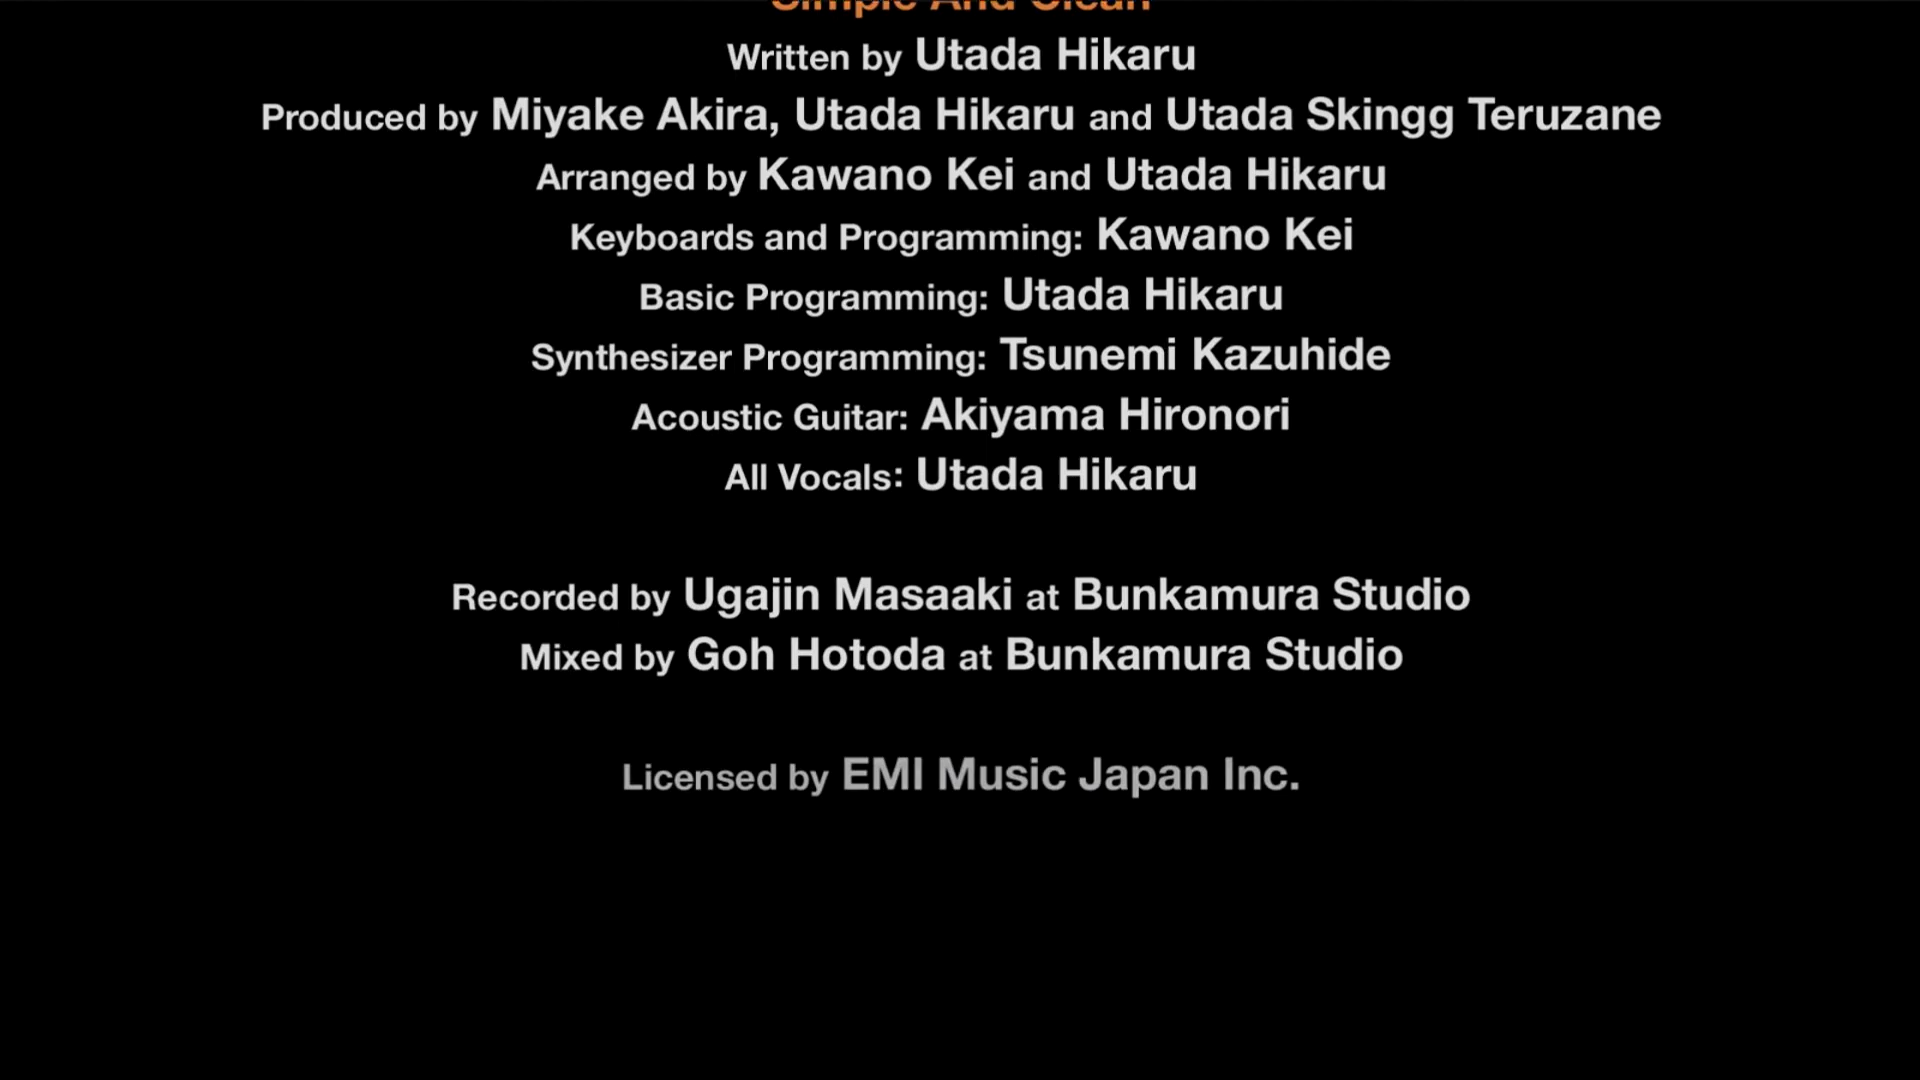 Simple And Clean
Written by Utada Hikaru
Produced by Miyake Akira, Utada Hikaru and Utada Skingg Teruzane
Arranged by Kawano Kei and Utada Hikaru
Keyboards and Programming: Kawano Kei
Basic Programming: Utada Hikaru
Synthesizer Programming: Tsunemi Kazuhide
Acoustic Guitar: Akiyama Hironori
All Vocals: Utada Hikaru
Recorded by Ugajin Masaaki at Bunkamura Studio
Mixed by Goh Hotoda at Bunkamura Studio
Licensed by EMI Music Japan Inc.